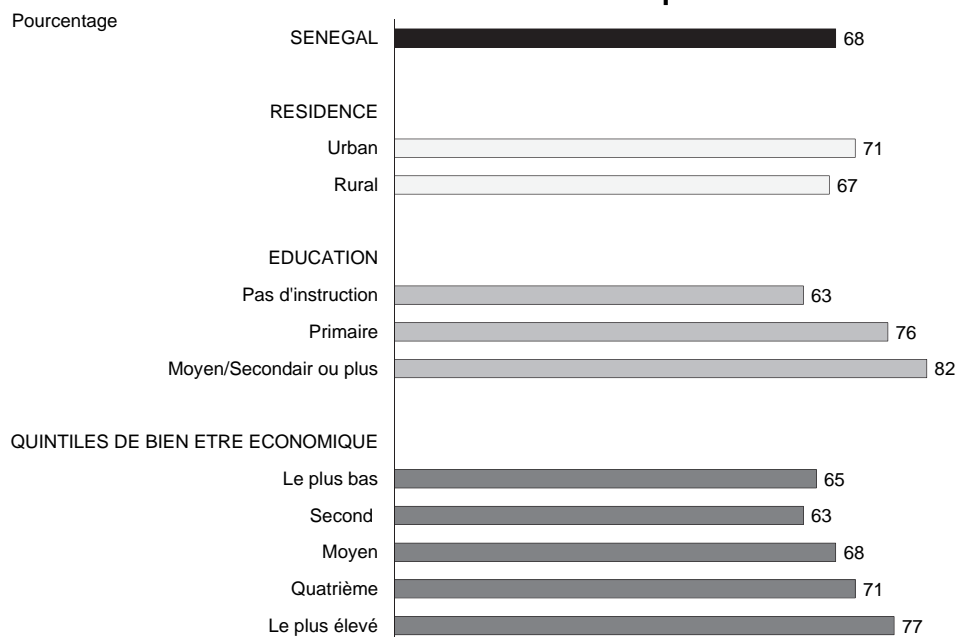 Pourcentage
SENEGAL 68
RESIDENCE
Urban 71
Rural 67
EDUCATION
Pas d'instruction 63
Primaire 76
Moyen/Secondair ou plus 82
QUINTILES DE BIEN ETRE ECONOMIQUE
Le plus bas 65
Second 63
Moyen 68
Quatrième 71
Le plus élevé 77